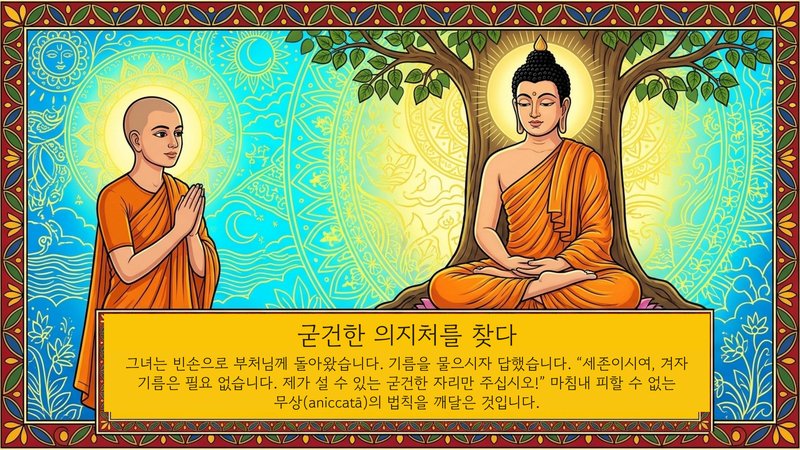 굳건한 의지처를 찾다
그녀는 빈손으로 부처님께 돌아왔습니다. 기름을 물으시자 답했습니다. “세존이시여, 겨자
기름은 필요 없습니다. 제가 설 수 있는 굳건한 자리만 주십시오!” 마침내 피할 수 없는
무상(aniccatā)의 법칙을 깨달은 것입니다.